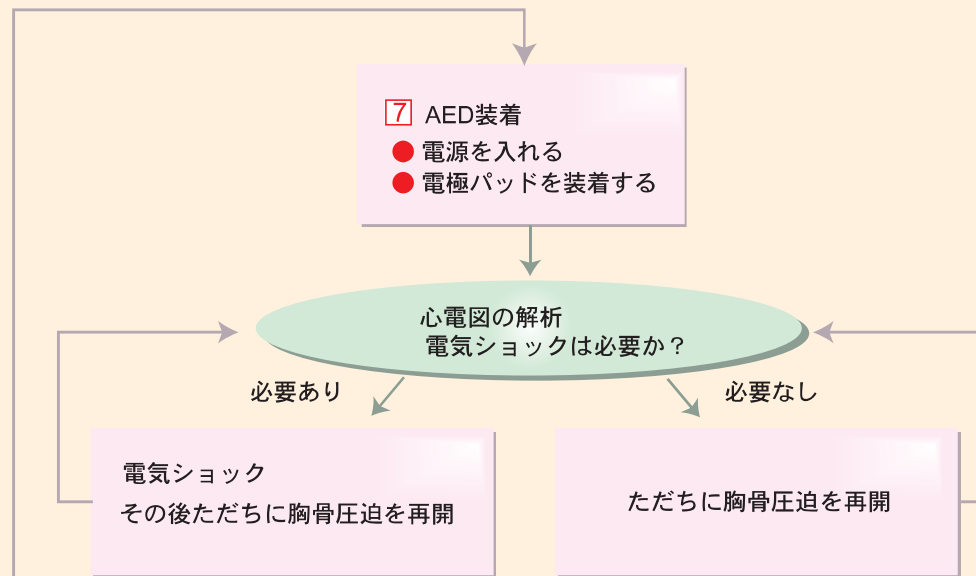 7 AED装着
● 電源を入れる
● 電極パッドを装着する
心電図の解析
電気ショックは必要か？
必要あり
必要なし
電気ショック
その後ただちに胸骨圧迫を再開
ただちに胸骨圧迫を再開